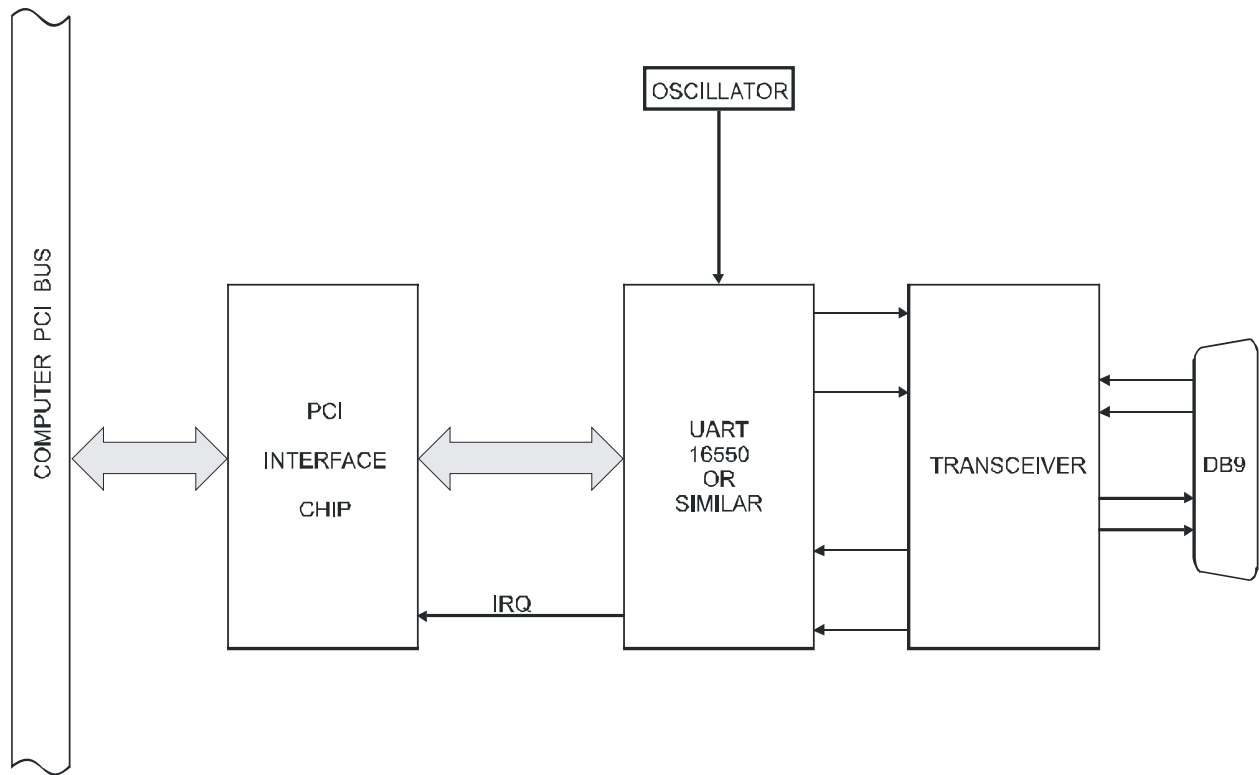 COMPUTER PCI BUS
OSCILLATOR
PCI
INTERFACE
CHIP
UART
16550
OR
SIMILAR
TRANSCEIVER
DB9
IRQ